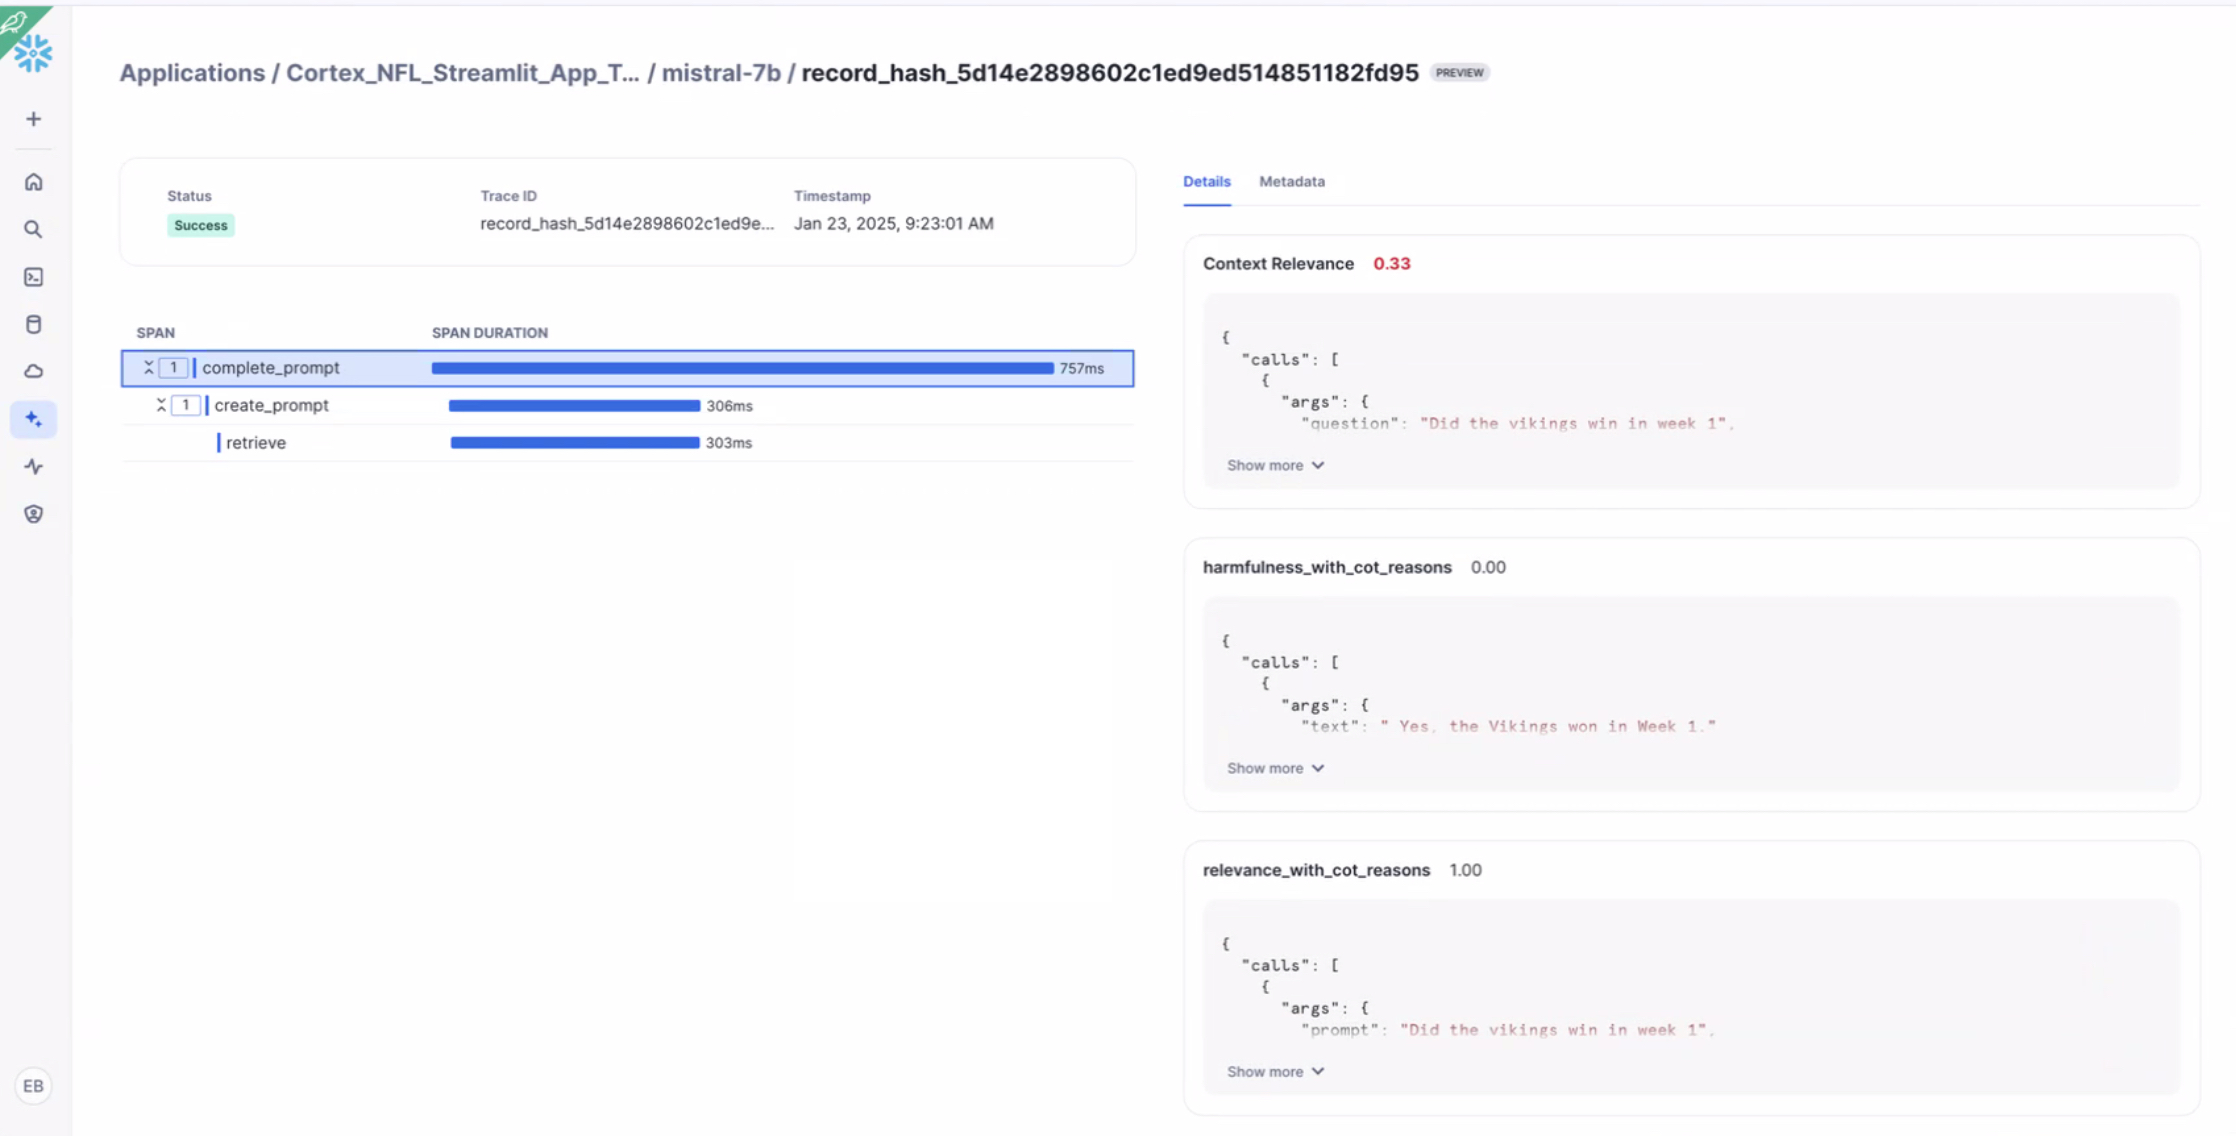 Applications / Cortex_NFL_Streamlit_App_T... / mistral-7b / record_hash_5d14e2898602c1ed9ed514851182fd95 PREVIEW
Status
Success
Trace ID
record_hash_5d14e2898602c1ed9e...
Timestamp
Jan 23, 2025, 9:23:01 AM
SPAN SPAN DURATION
1 complete_prompt 757ms
1 create_prompt 306ms
retrieve 303ms
Details Metadata
Context Relevance 0.33
{
"calls": [
{
"args": {
"question": "Did the vikings win in week 1",
Show more
harmfulness_with_cot_reasons 0.00
{
"calls": [
{
"args": {
"text": " Yes, the Vikings won in Week 1."
Show more
relevance_with_cot_reasons 1.00
{
"calls": [
{
"args": {
"prompt": "Did the vikings win in week 1",
Show more
EB